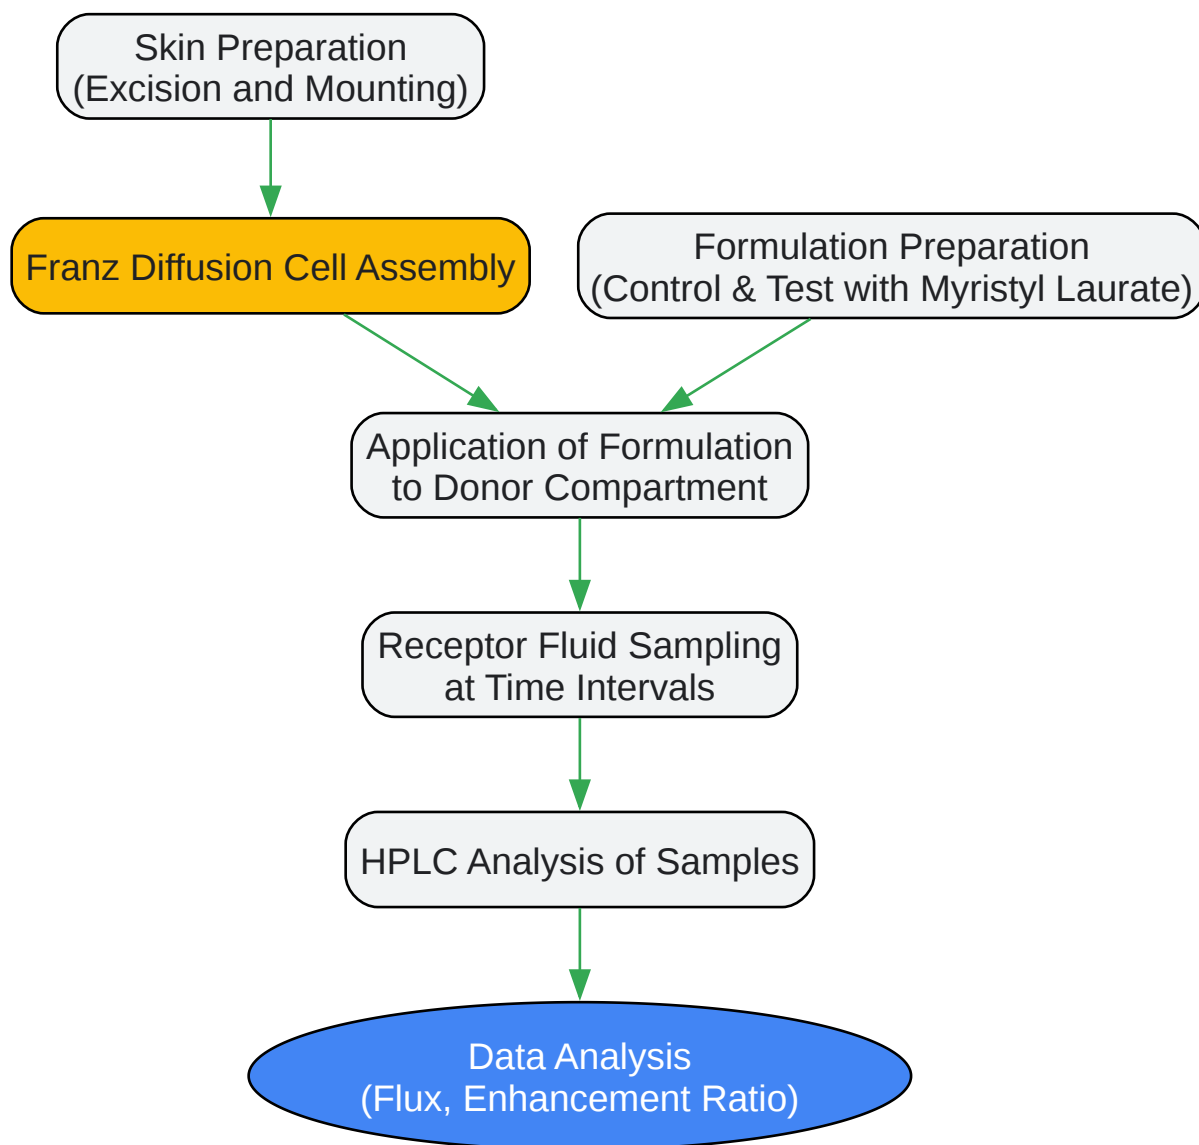 Skin Preparation
(Excision and Mounting)
Franz Diffusion Cell Assembly
Formulation Preparation
(Control & Test with Myristyl Laurate)
Application of Formulation
to Donor Compartment
Receptor Fluid Sampling
at Time Intervals
HPLC Analysis of Samples
Data Analysis
(Flux, Enhancement Ratio)